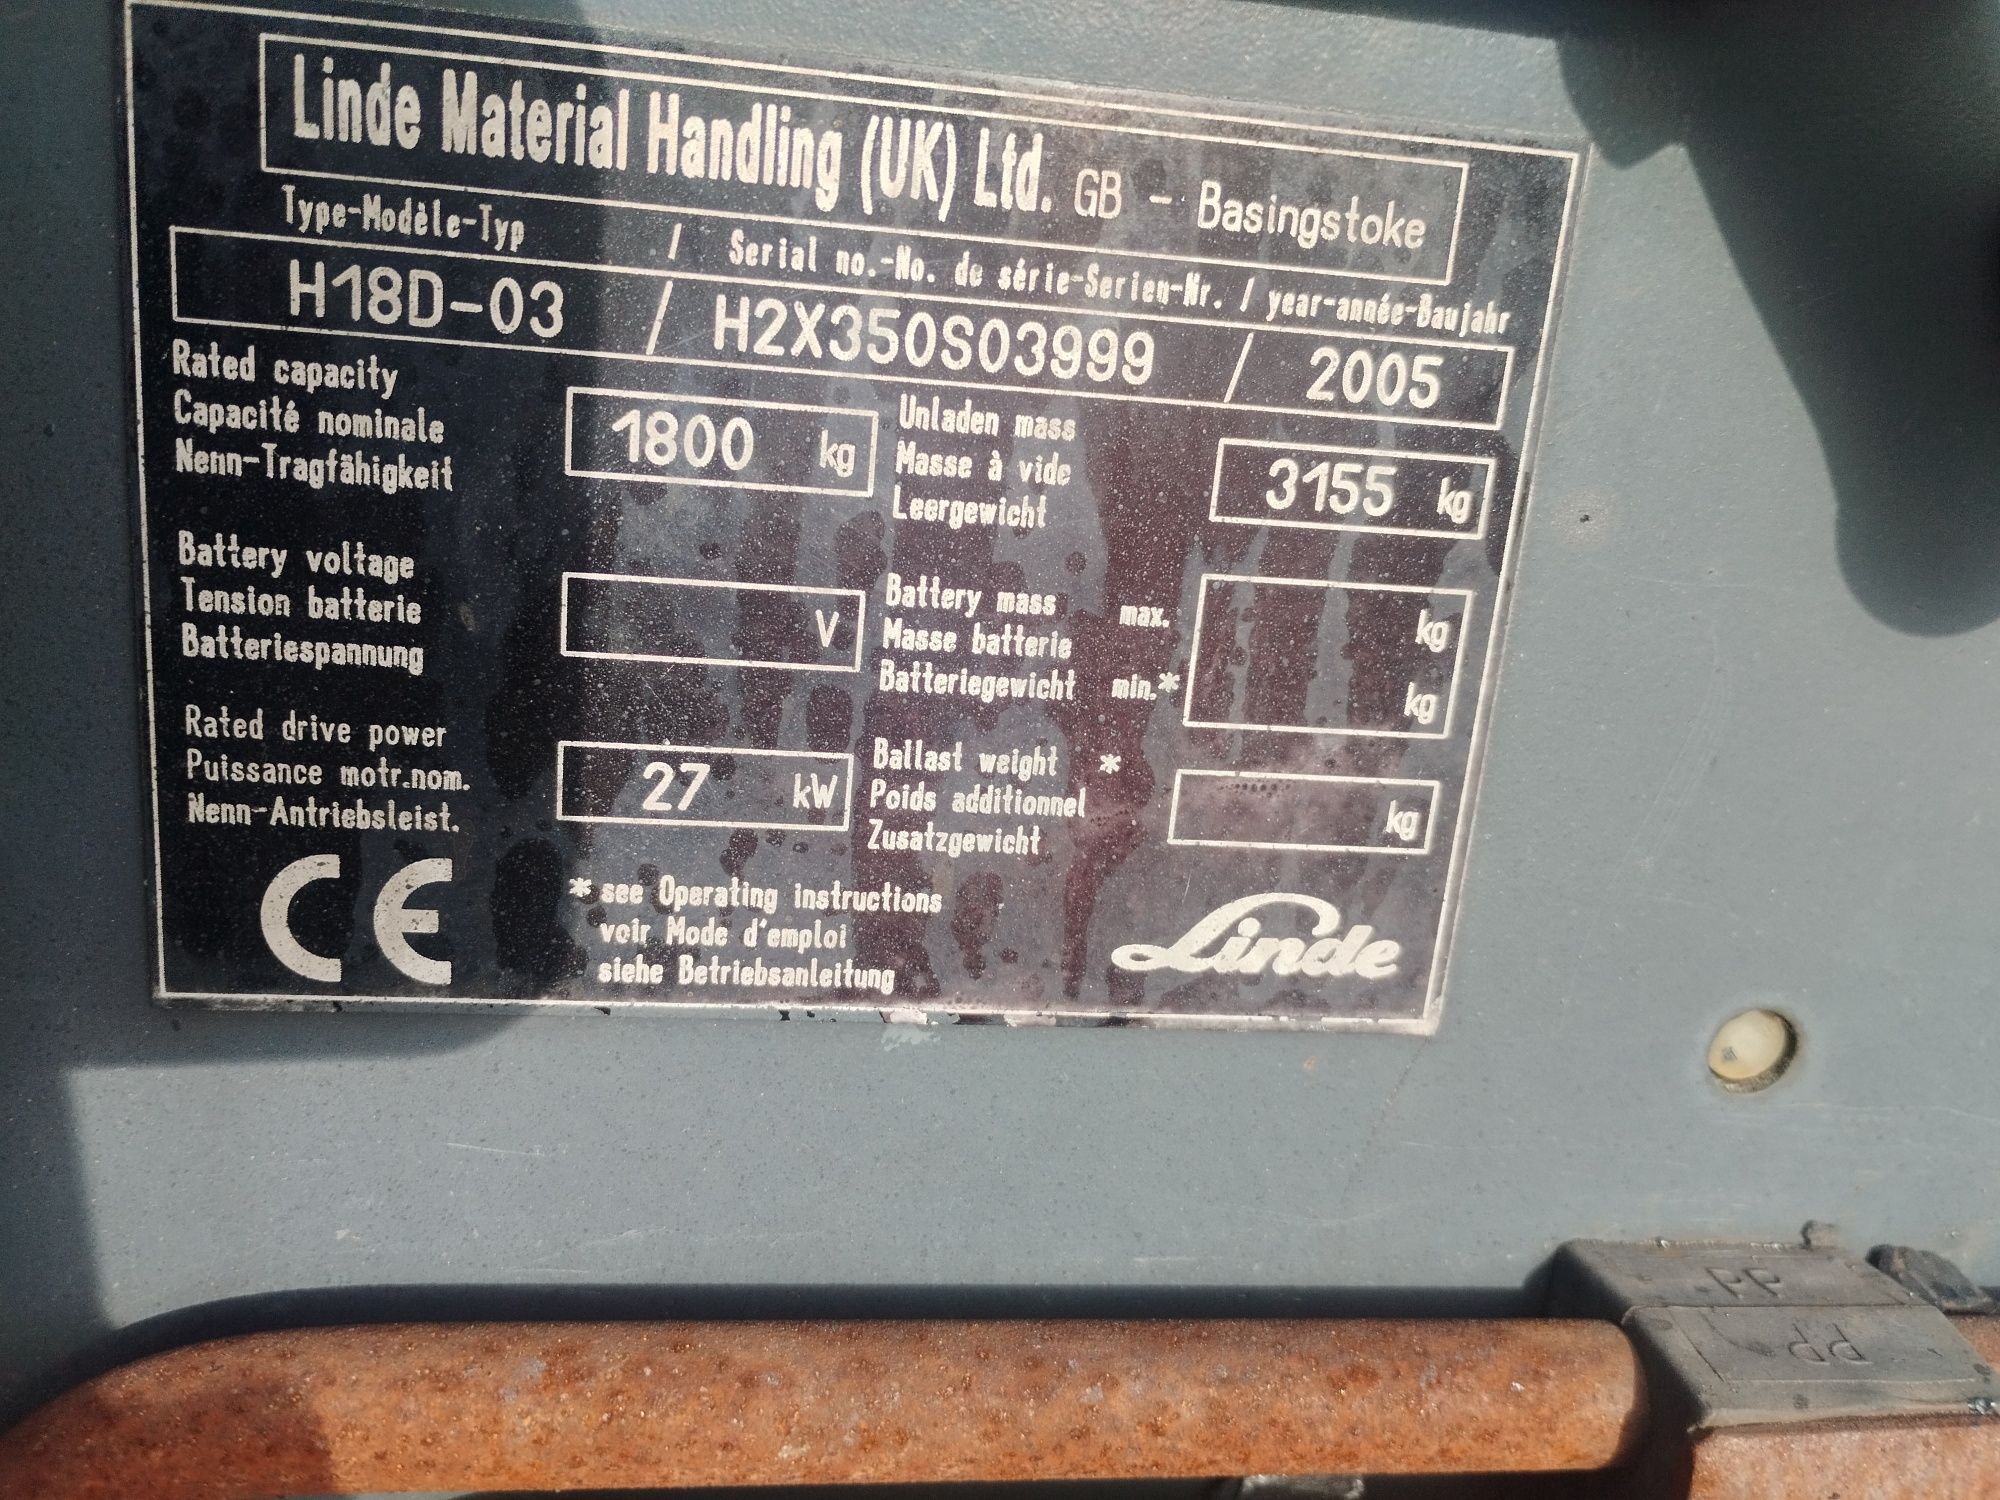 Linde Material Handling (UK) Ltd. GB - Basingstoke
Type-Modèle-Typ / Serial no.-No. de série-Serien-Nr. / year-année-Baujahr
H18D-03 / H2X350S03999 / 2005
Rated capacity
Capacité nominale
Nenn-Tragfähigkeit
1800 kg
Unladen mass
Masse à vide
Leergewicht
3155 kg
Battery voltage
Tension batterie
Batteriespannung
V
Battery mass max.
Masse batterie
Batteriegewicht min.*
kg
kg
Rated drive power
Puissance motr.nom.
Nenn-Antriebsleist.
27 kW
Ballast weight *
Poids additionnel
Zusatzgewicht
kg
CE
* see Operating instructions
voir Mode d'emploi
siehe Betriebsanleitung
Linde
PP
PP